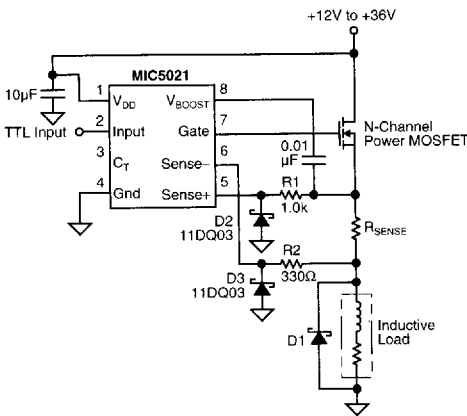 +12V to +36V
MIC5021
10µF
1
VDD
VBOOST
8
TTL Input
2
Input
Gate
7
N-Channel
Power MOSFET
3
CT
Sense−
6
0.01
µF
4
Gnd
Sense+
5
R1
1.0k
D2
11DQ03
RSENSE
R2
330Ω
D3
11DQ03
D1
Inductive
Load